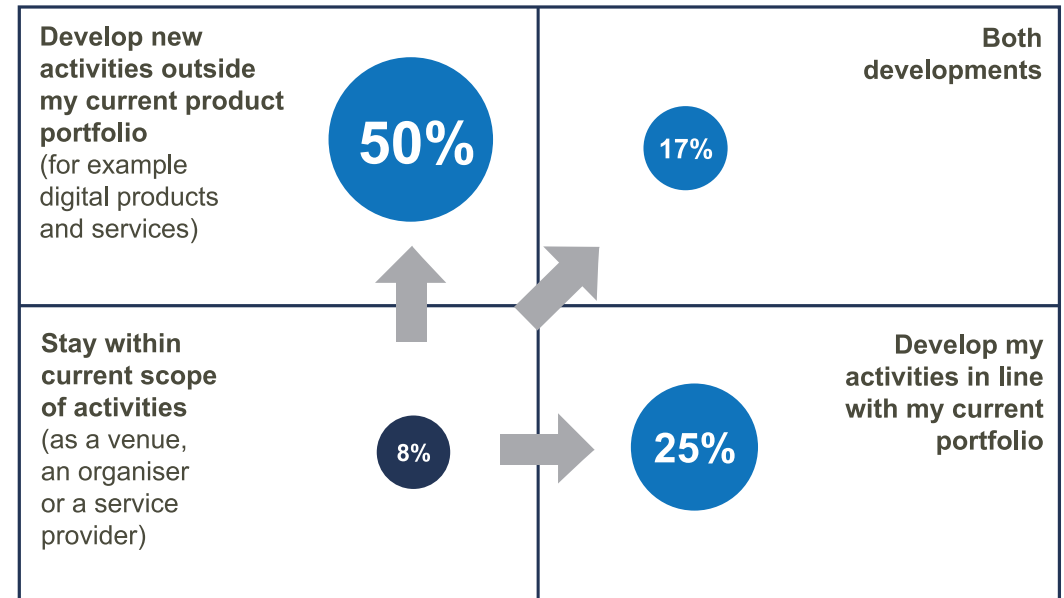 Develop new
activities outside
my current product
portfolio
(for example
digital products
and services)
50%
Both
developments
17%
Stay within
current scope
of activities
(as a venue,
an organiser
or a service
provider)
8%
Develop my
activities in line
with my current
portfolio
25%